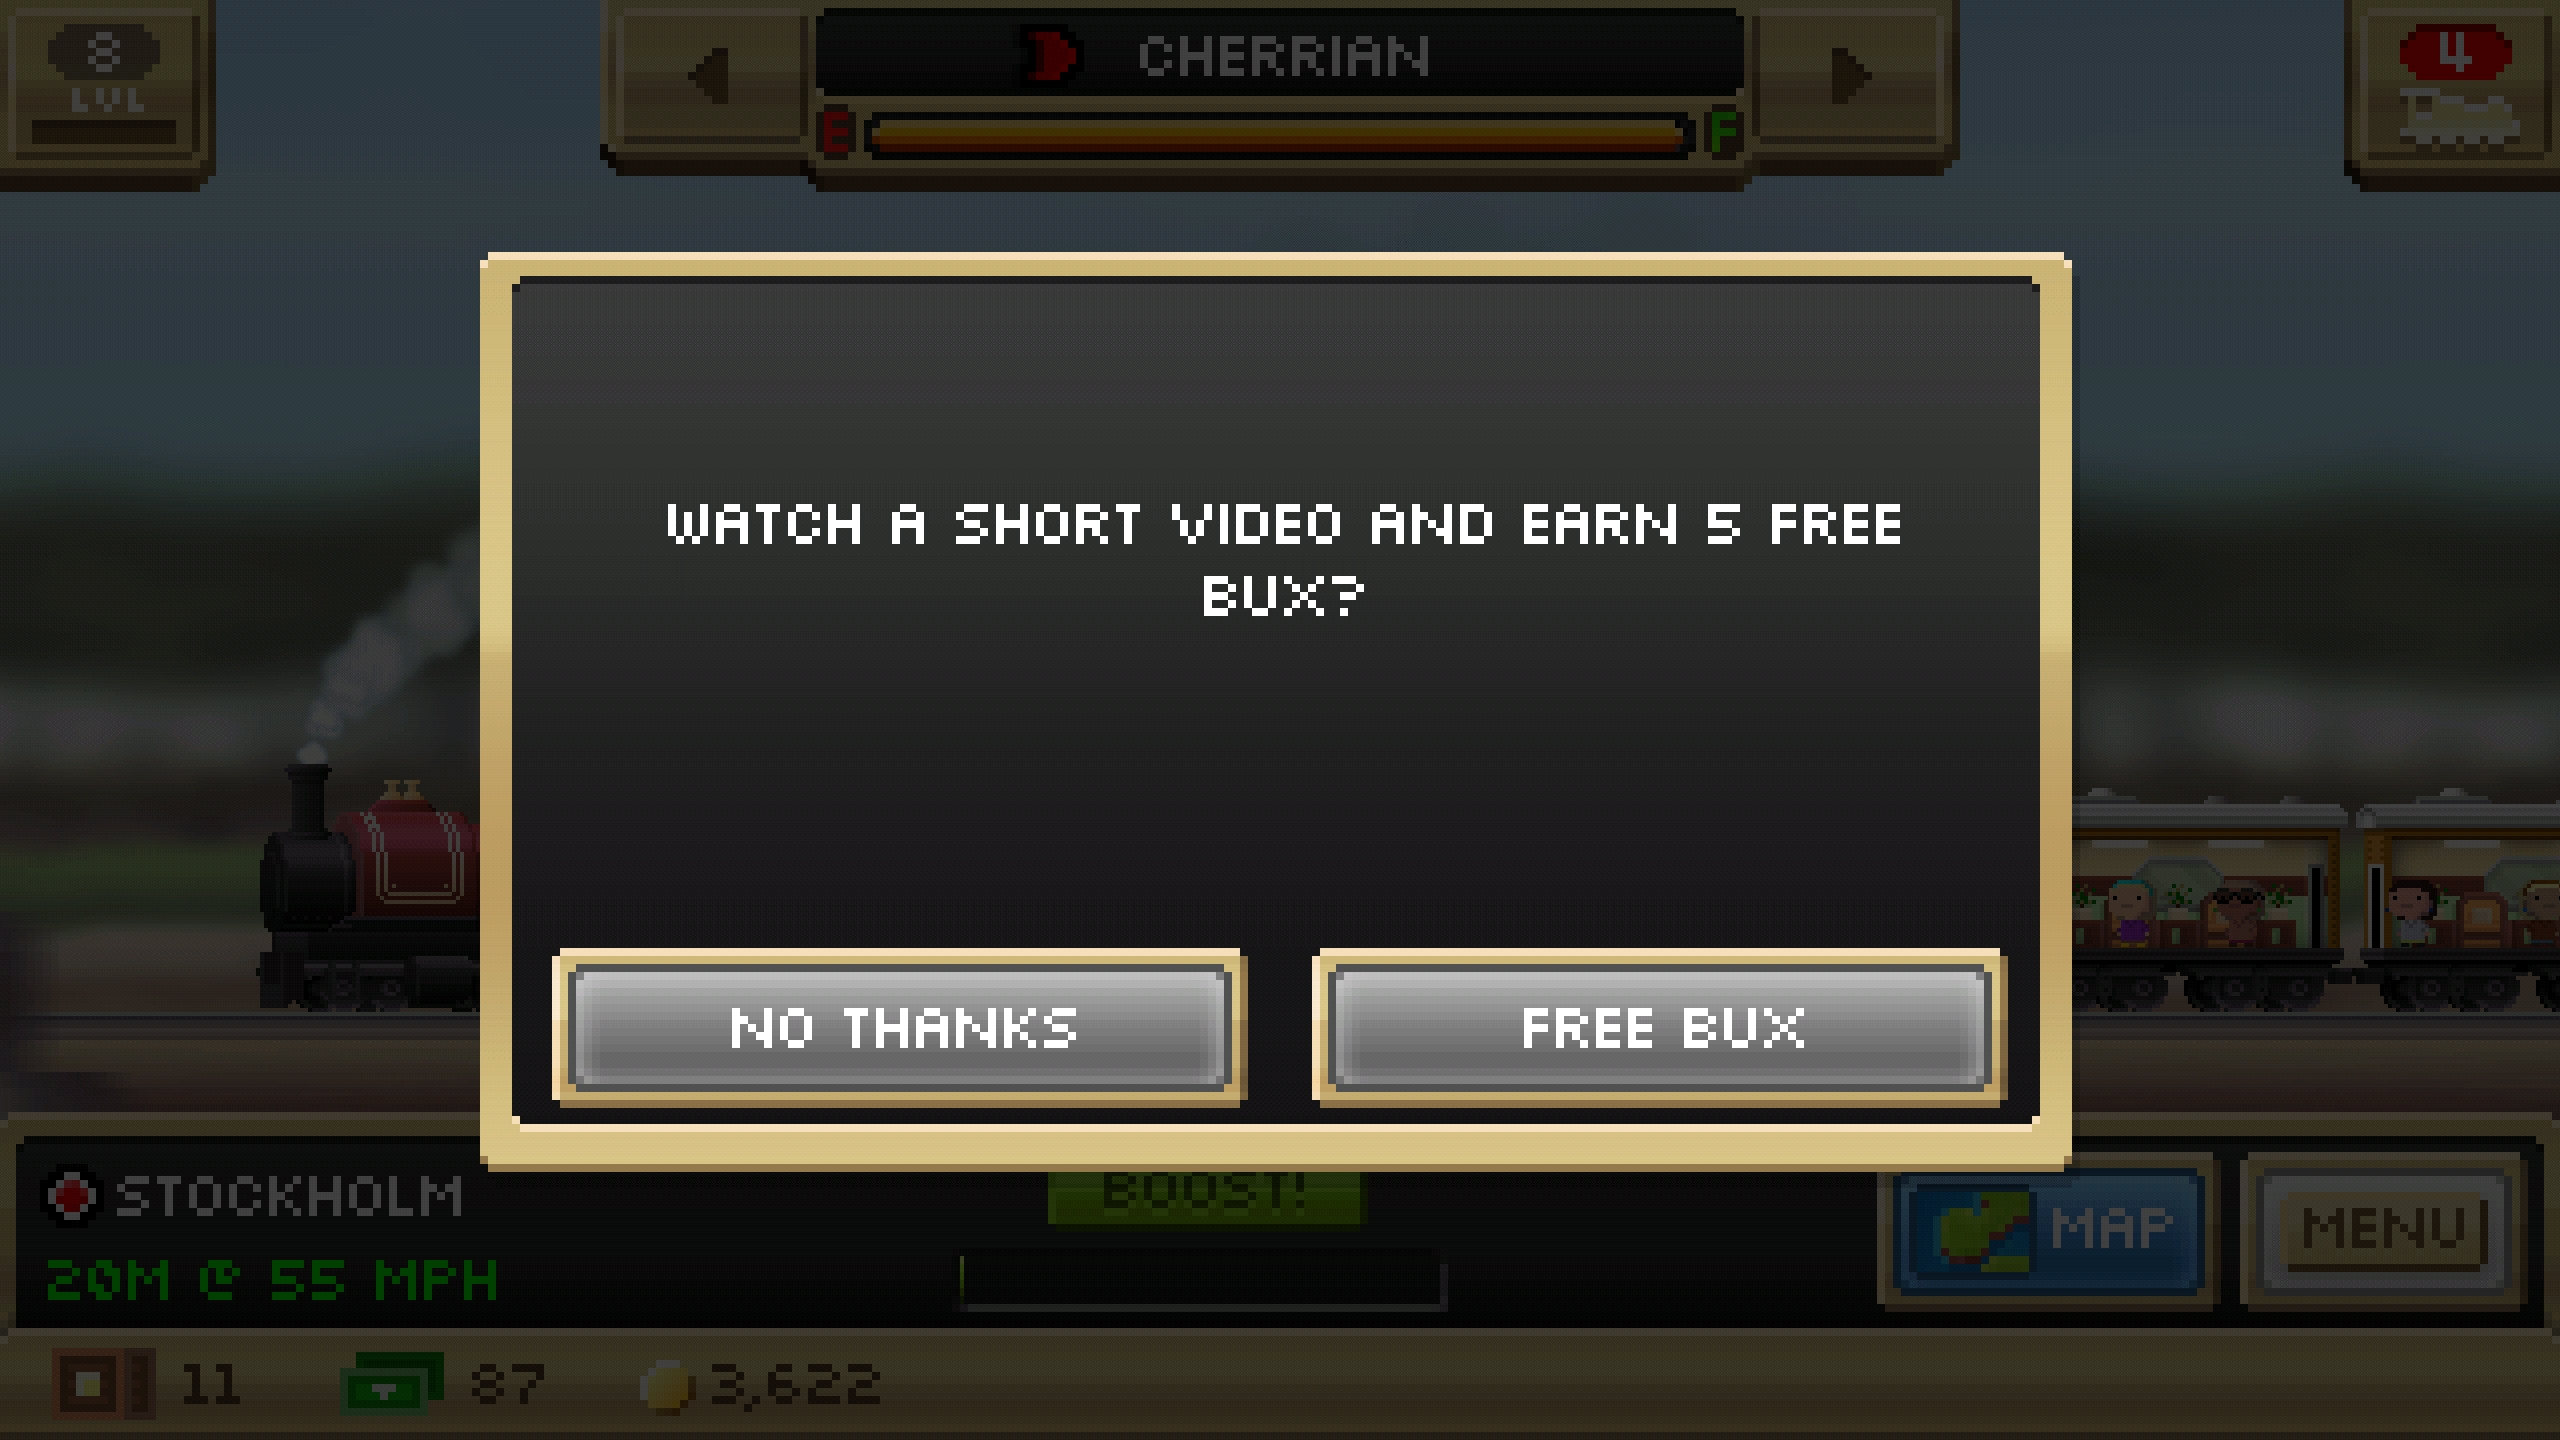 8
LVL
CHERRIAN
E F
4
WATCH A SHORT VIDEO AND EARN 5 FREE
BUX?
NO THANKS FREE BUX
STOCKHOLM
BOOST!
MAP MENU
20M @ 55 MPH
11 87 3,622